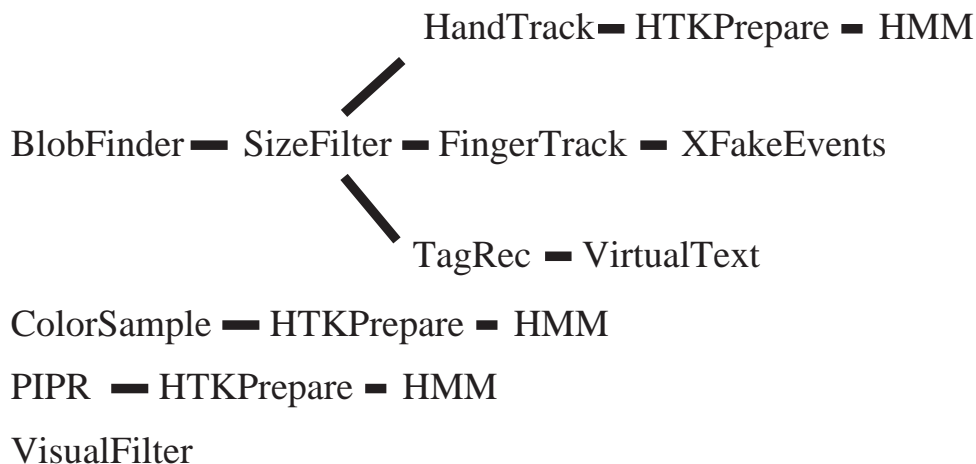 HandTrack HTKPrepare HMM
BlobFinder SizeFilter FingerTrack XFakeEvents
TagRec VirtualText
ColorSample HTKPrepare HMM
PIPR HTKPrepare HMM
VisualFilter